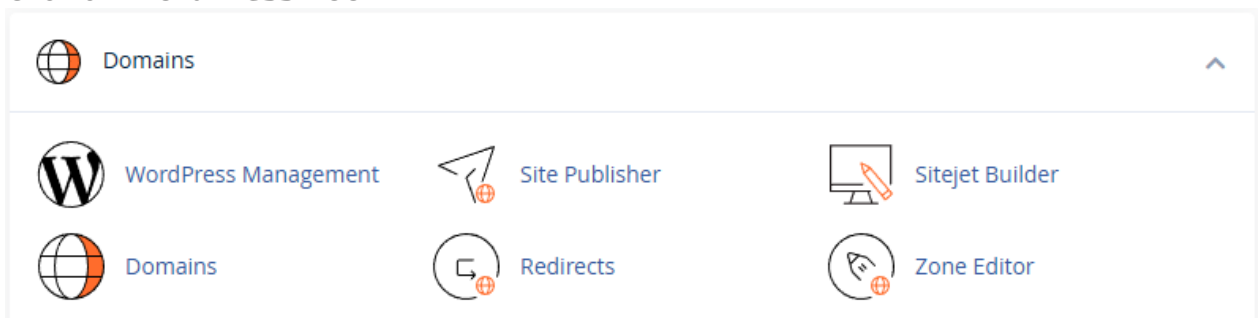 Domains
WordPress Management
Site Publisher
Sitejet Builder
Domains
Redirects
Zone Editor